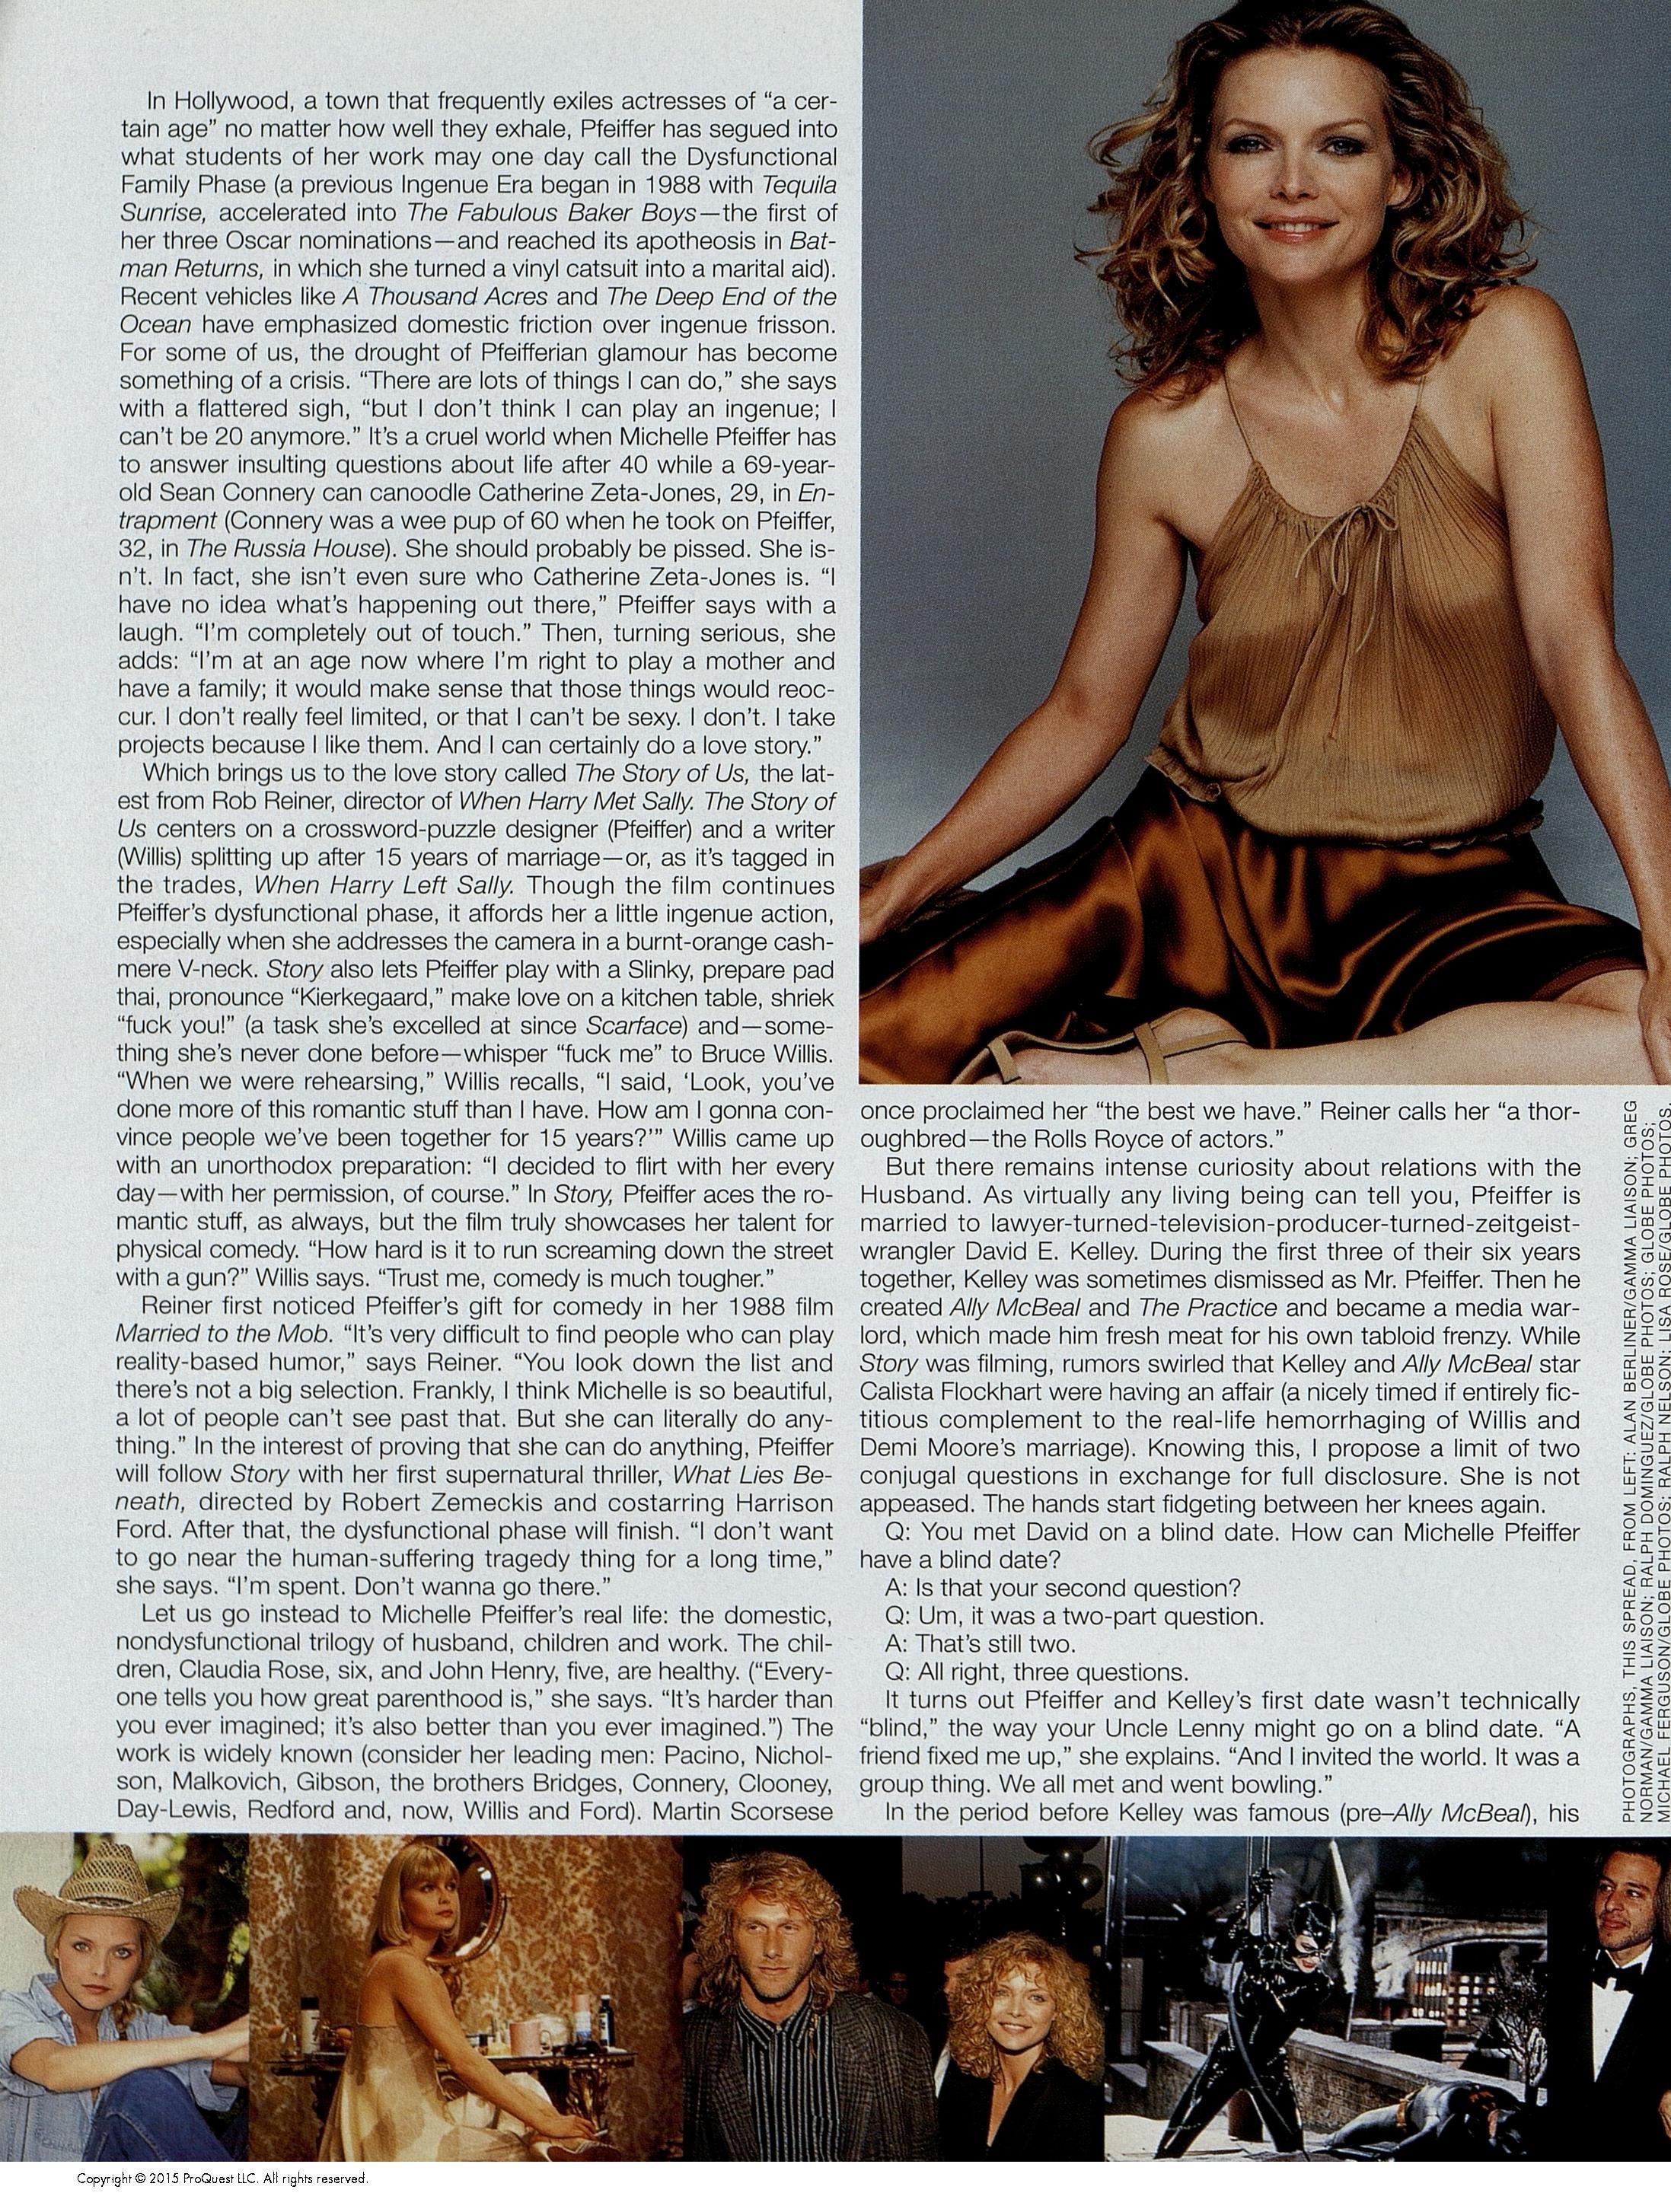 In Hollywood, a town that frequently exiles actresses of “a cer-
tain age” no matter how well they exhale, Pfeiffer has segued into
what students of her work may one day call the Dysfunctional
Family Phase (a previous Ingenue Era began in 1988 with Tequila
Sunrise, accelerated into The Fabulous Baker Boys—the first of
her three Oscar nominations—and reached its apotheosis in Bat-
man Returns, in which she turned a vinyl catsuit into a marital aid).
Recent vehicles like A Thousand Acres and The Deep End of the
Ocean have emphasized domestic friction over ingenue frisson.
For some of us, the drought of Pfeifferian glamour has become
something of a crisis. “There are lots of things I can do,” she says
with a flattered sigh, “but I don’t think I can play an ingenue; I
can’t be 20 anymore.” It’s a cruel world when Michelle Pfeiffer has
to answer insulting questions about life after 40 while a 69-year-
old Sean Connery can canoodle Catherine Zeta-Jones, 29, in En-
trapment (Connery was a wee pup of 60 when he took on Pfeiffer,
32, in The Russia House). She should probably be pissed. She is-
n’t. In fact, she isn’t even sure who Catherine Zeta-Jones is. “I
have no idea what’s happening out there,” Pfeiffer says with a
laugh. “I’m completely out of touch.” Then, turning serious, she
adds: “I’m at an age now where I’m right to play a mother and
have a family; it would make sense that those things would reoc-
cur. I don’t really feel limited, or that I can’t be sexy. I don’t. I take
projects because I like them. And I can certainly do a love story.”
Which brings us to the love story called The Story of Us, the lat-
est from Rob Reiner, director of When Harry Met Sally. The Story of
Us centers on a crossword-puzzle designer (Pfeiffer) and a writer
(Willis) splitting up after 15 years of marriage—or, as it’s tagged in
the trades, When Harry Left Sally. Though the film continues
Pfeiffer’s dysfunctional phase, it affords her a little ingenue action,
especially when she addresses the camera in a burnt-orange cash-
mere V-neck. Story also lets Pfeiffer play with a Slinky, prepare pad
thai, pronounce “Kierkegaard,” make love on a kitchen table, shriek
“fuck you!” (a task she’s excelled at since Scarface) and—some-
thing she’s never done before—whisper “fuck me” to Bruce Willis.
“When we were rehearsing,” Willis recalls, “I said, ‘Look, you’ve
done more of this romantic stuff than I have. How am I gonna con-
vince people we’ve been together for 15 years?’” Willis came up
with an unorthodox preparation: “I decided to flirt with her every
day—with her permission, of course.” In Story, Pfeiffer aces the ro-
mantic stuff, as always, but the film truly showcases her talent for
physical comedy. “How hard is it to run screaming down the street
with a gun?” Willis says. “Trust me, comedy is much tougher.”
Reiner first noticed Pfeiffer’s gift for comedy in her 1988 film
Married to the Mob. “It’s very difficult to find people who can play
reality-based humor,” says Reiner. “You look down the list and
there’s not a big selection. Frankly, I think Michelle is so beautiful,
a lot of people can’t see past that. But she can literally do any-
thing.” In the interest of proving that she can do anything, Pfeiffer
will follow Story with her first supernatural thriller, What Lies Be-
neath, directed by Robert Zemeckis and costarring Harrison
Ford. After that, the dysfunctional phase will finish. “I don’t want
to go near the human-suffering tragedy thing for a long time,”
she says. “I’m spent. Don’t wanna go there.”
Let us go instead to Michelle Pfeiffer’s real life: the domestic,
nondysfunctional trilogy of husband, children and work. The chil-
dren, Claudia Rose, six, and John Henry, five, are healthy. (“Every-
one tells you how great parenthood is,” she says. “It’s harder than
you ever imagined; it’s also better than you ever imagined.”) The
work is widely known (consider her leading men: Pacino, Nichol-
son, Malkovich, Gibson, the brothers Bridges, Connery, Clooney,
Day-Lewis, Redford and, now, Willis and Ford). Martin Scorsese
once proclaimed her “the best we have.” Reiner calls her “a thor-
oughbred—the Rolls Royce of actors.”
But there remains intense curiosity about relations with the
Husband. As virtually any living being can tell you, Pfeiffer is
married to lawyer-turned-television-producer-turned-zeitgeist-
wrangler David E. Kelley. During the first three of their six years
together, Kelley was sometimes dismissed as Mr. Pfeiffer. Then he
created Ally McBeal and The Practice and became a media war-
lord, which made him fresh meat for his own tabloid frenzy. While
Story was filming, rumors swirled that Kelley and Ally McBeal star
Calista Flockhart were having an affair (a nicely timed if entirely fic-
titious complement to the real-life hemorrhaging of Willis and
Demi Moore’s marriage). Knowing this, I propose a limit of two
conjugal questions in exchange for full disclosure. She is not
appeased. The hands start fidgeting between her knees again.
Q: You met David on a blind date. How can Michelle Pfeiffer
have a blind date?
A: Is that your second question?
Q: Um, it was a two-part question.
A: That’s still two.
Q: All right, three questions.
It turns out Pfeiffer and Kelley’s first date wasn’t technically
“blind,” the way your Uncle Lenny might go on a blind date. “A
friend fixed me up,” she explains. “And I invited the world. It was a
group thing. We all met and went bowling.”
In the period before Kelley was famous (pre–Ally McBeal), his
PHOTOGRAPHS, THIS SPREAD, FROM LEFT: ALAN BERLINER/GAMMA LIAISON; GREG
NORMAN/GAMMA LIAISON; RALPH DOMINGUEZ/GLOBE PHOTOS; GLOBE PHOTOS;
MICHAEL FERGUSON/GLOBE PHOTOS; RALPH NELSON; LISA ROSE/GLOBE PHOTOS.
Copyright © 2015 ProQuest LLC. All rights reserved.